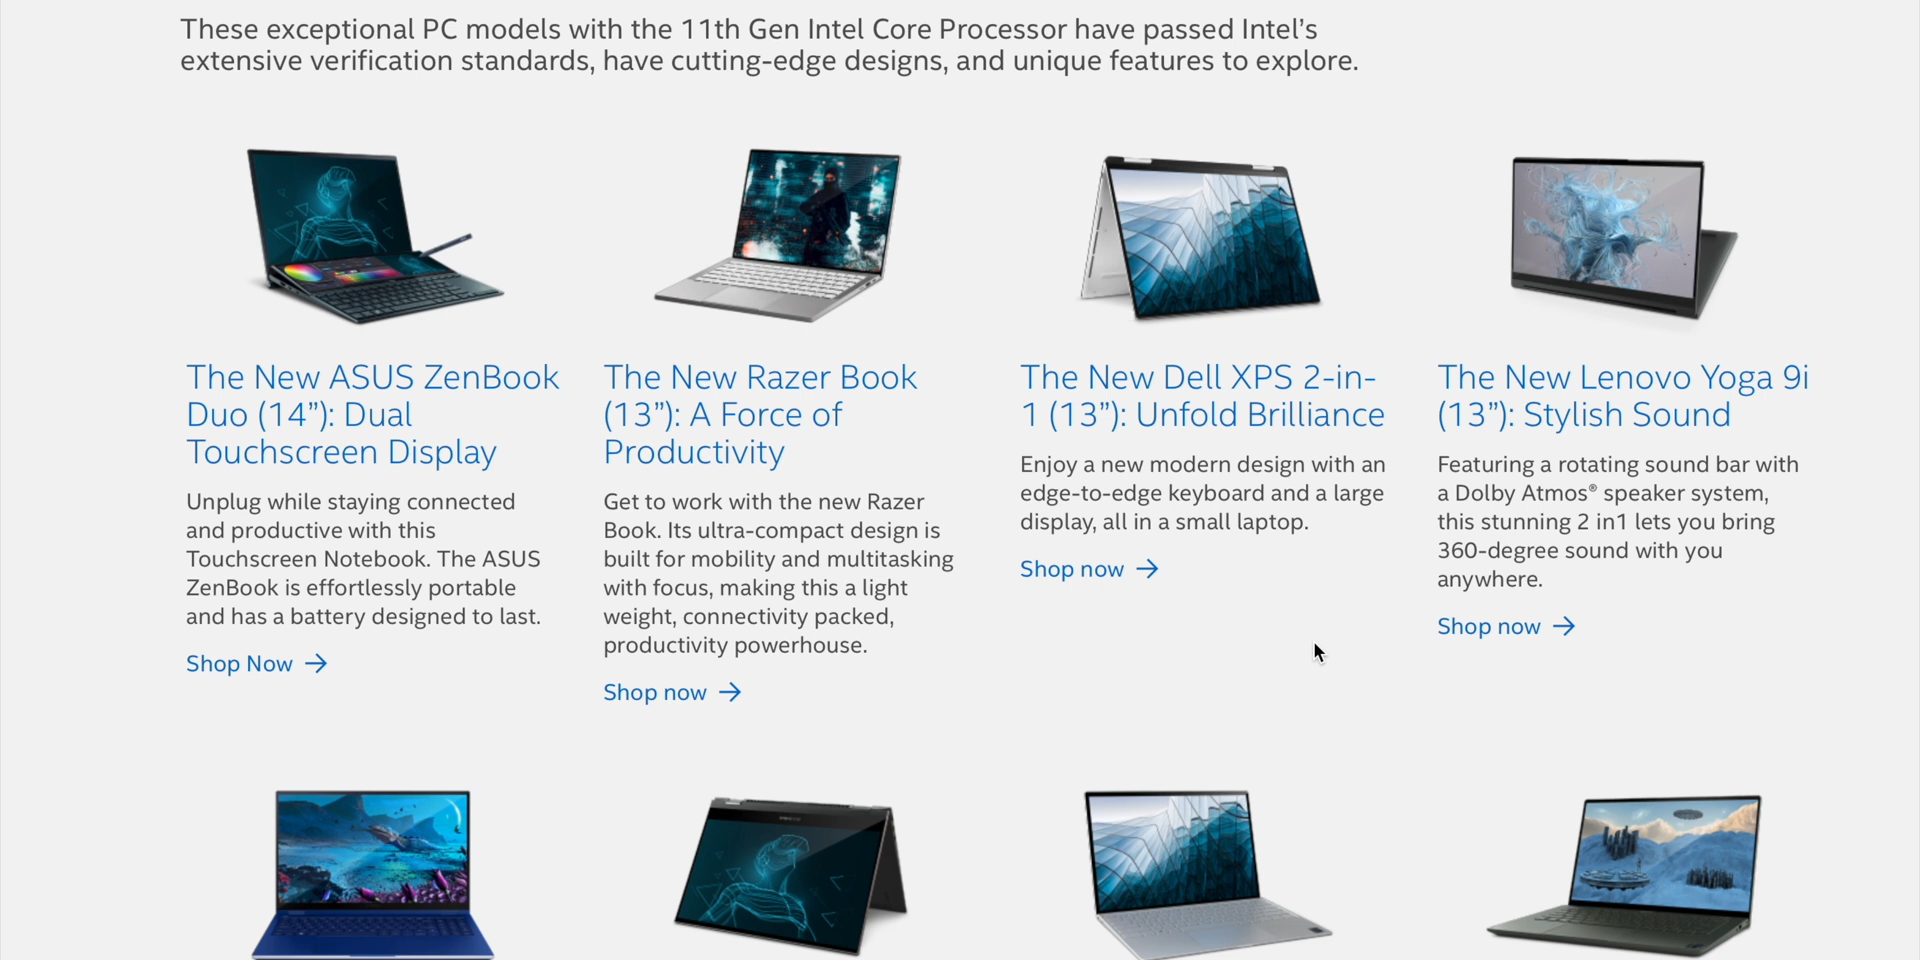 These exceptional PC models with the 11th Gen Intel Core Processor have passed Intel’s
extensive verification standards, have cutting-edge designs, and unique features to explore.
The New ASUS ZenBook
Duo (14”): Dual
Touchscreen Display
Unplug while staying connected
and productive with this
Touchscreen Notebook. The ASUS
ZenBook is effortlessly portable
and has a battery designed to last.
Shop Now
The New Razer Book
(13”): A Force of
Productivity
Get to work with the new Razer
Book. Its ultra-compact design is
built for mobility and multitasking
with focus, making this a light
weight, connectivity packed,
productivity powerhouse.
Shop now
The New Dell XPS 2-in-
1 (13”): Unfold Brilliance
Enjoy a new modern design with an
edge-to-edge keyboard and a large
display, all in a small laptop.
Shop now
The New Lenovo Yoga 9i
(13”): Stylish Sound
Featuring a rotating sound bar with
a Dolby Atmos® speaker system,
this stunning 2 in1 lets you bring
360-degree sound with you
anywhere.
Shop now